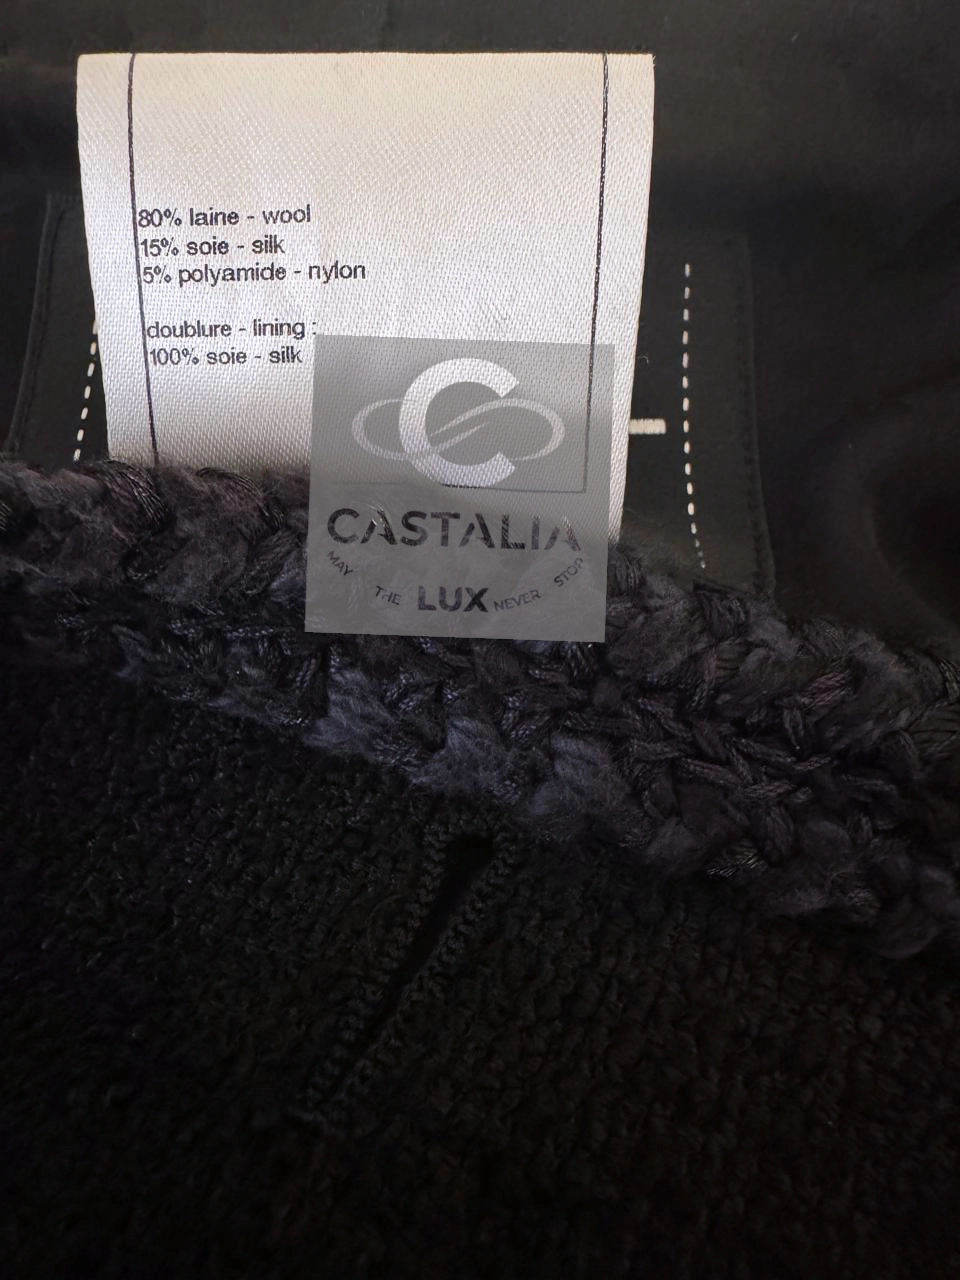 80% laine - wool
15% soie - silk
5% polyamide - nylon
doublure - lining :
100% soie - silk
C
CASTALIA
MAY THE LUX NEVER STOP